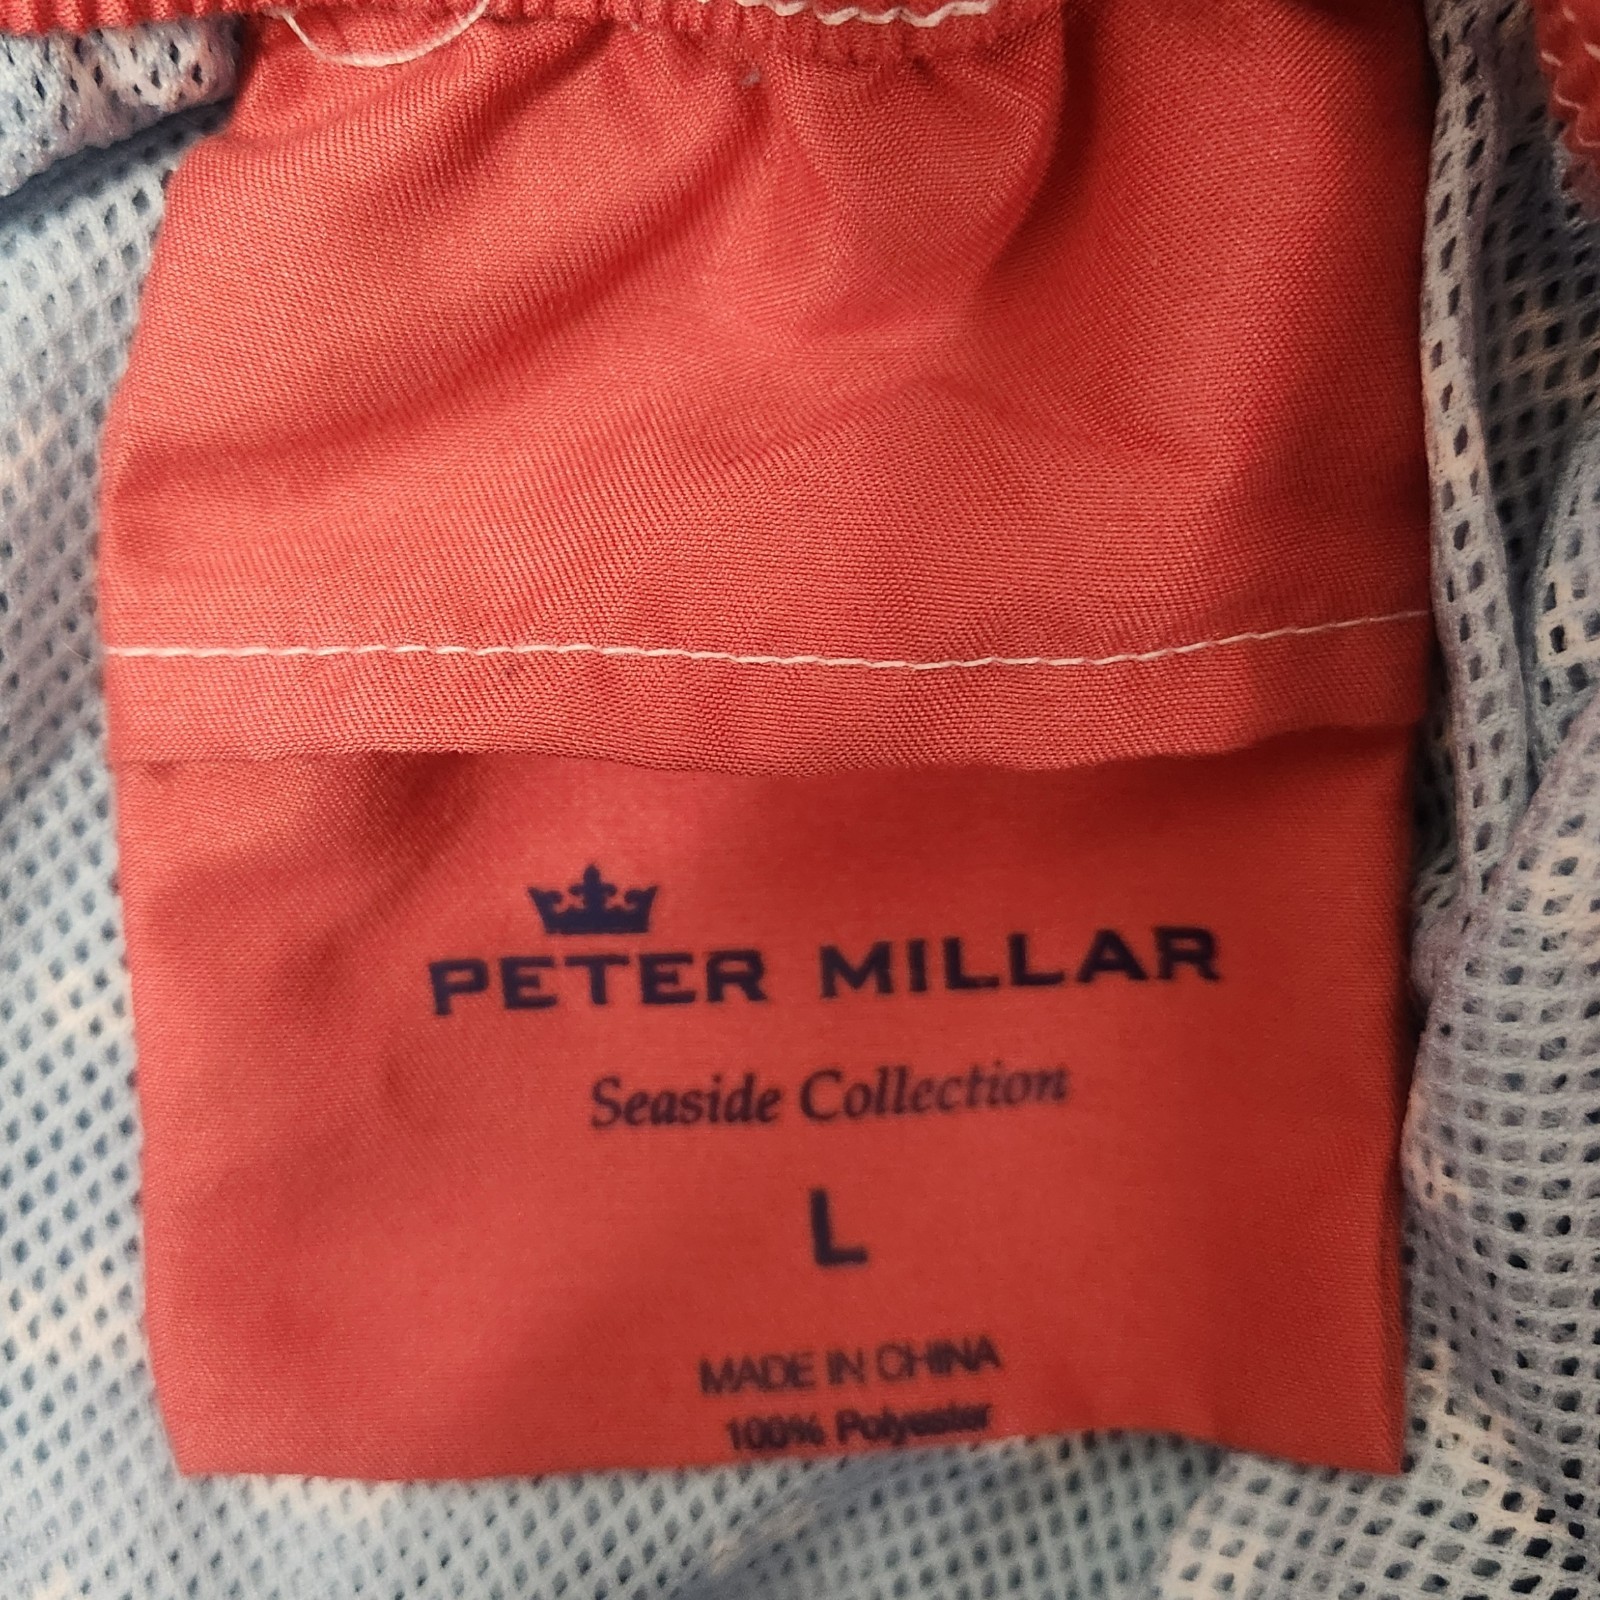 PETER MILLAR
Seaside Collection
L
MADE IN CHINA
100% Polyester